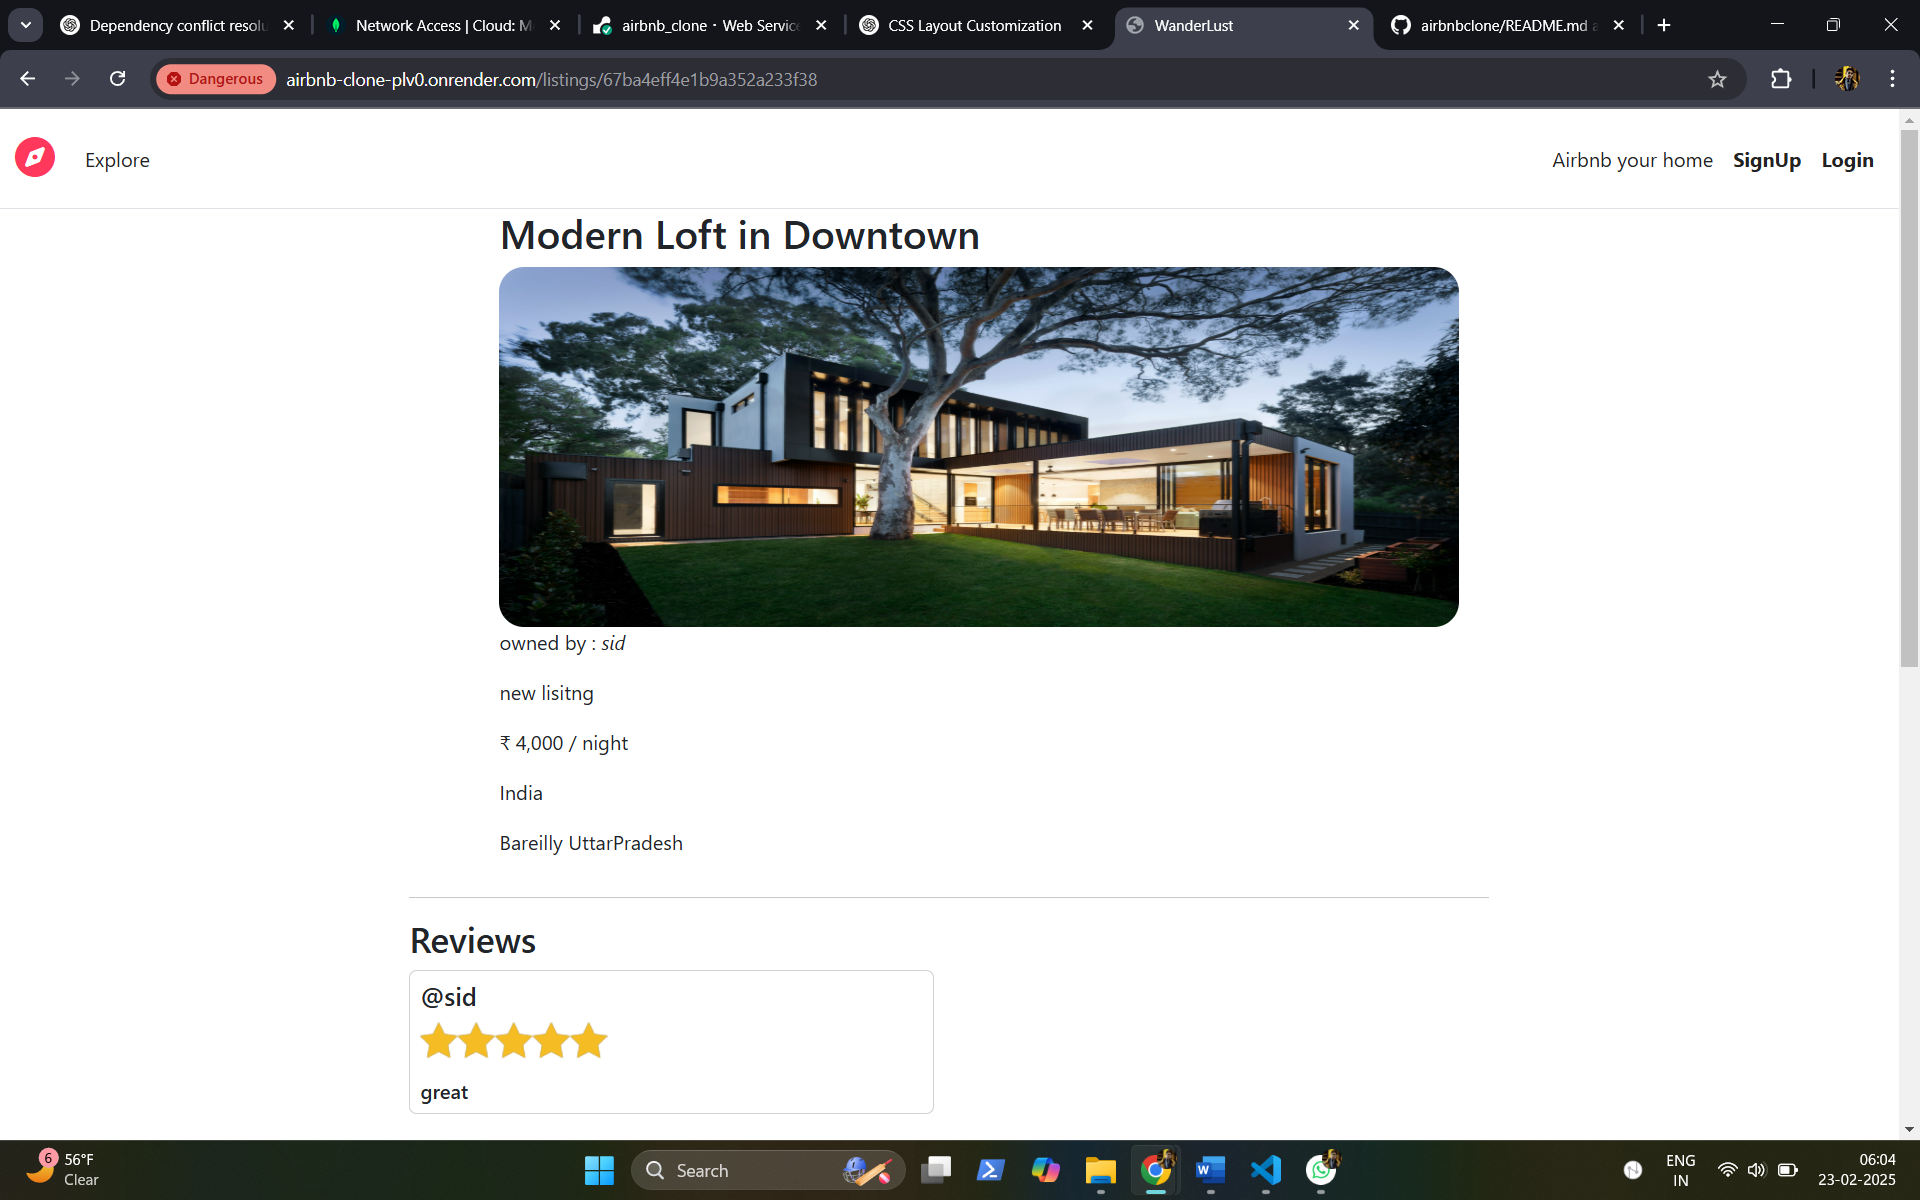 Dependency conflict resolu
Network Access | Cloud: M
airbnb_clone · Web Service
CSS Layout Customization
WanderLust
airbnbclone/README.md a
Dangerous
airbnb-clone-plv0.onrender.com/listings/67ba4eff4e1b9a352a233f38
Explore
Airbnb your home SignUp Login
Modern Loft in Downtown
owned by : sid
new lisitng
₹ 4,000 / night
India
Bareilly UttarPradesh
Reviews
@sid
great
6
56°F
Clear
Search
ENG
IN
06:04
23-02-2025